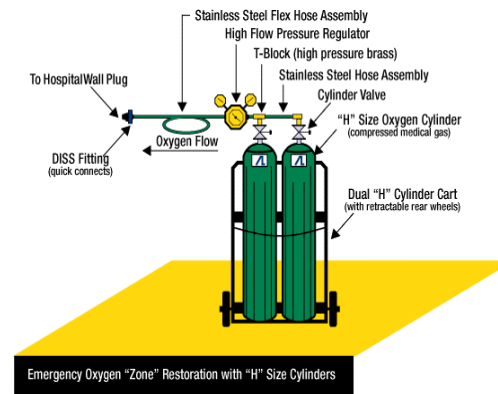 Stainless Steel Flex Hose Assembly
High Flow Pressure Regulator
T-Block (high pressure brass)
Stainless Steel Hose Assembly
To HospitalWall Plug
Cylinder Valve
"H" Size Oxygen Cylinder
(compressed medical gas)
DISS Fitting
(quick connects)
Oxygen Flow
Dual "H" Cylinder Cart
(with retractable rear wheels)
Emergency Oxygen "Zone" Restoration with "H" Size Cylinders